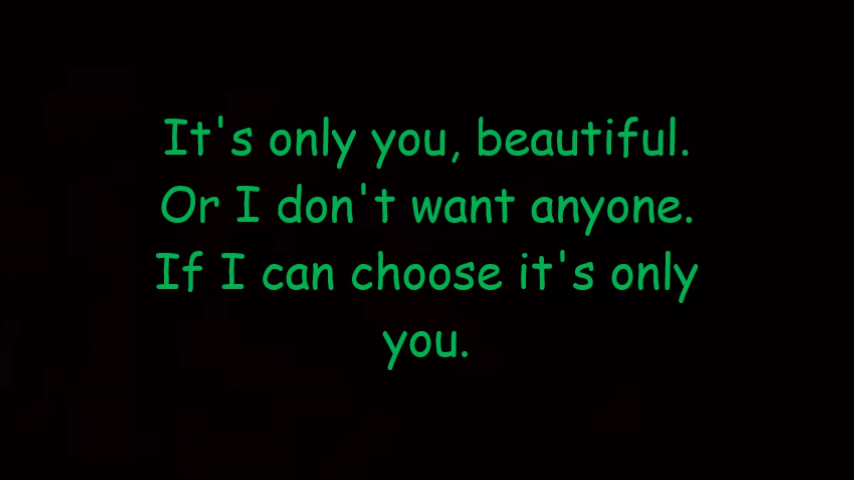 It's only you, beautiful.
Or I don't want anyone.
If I can choose it's only
you.